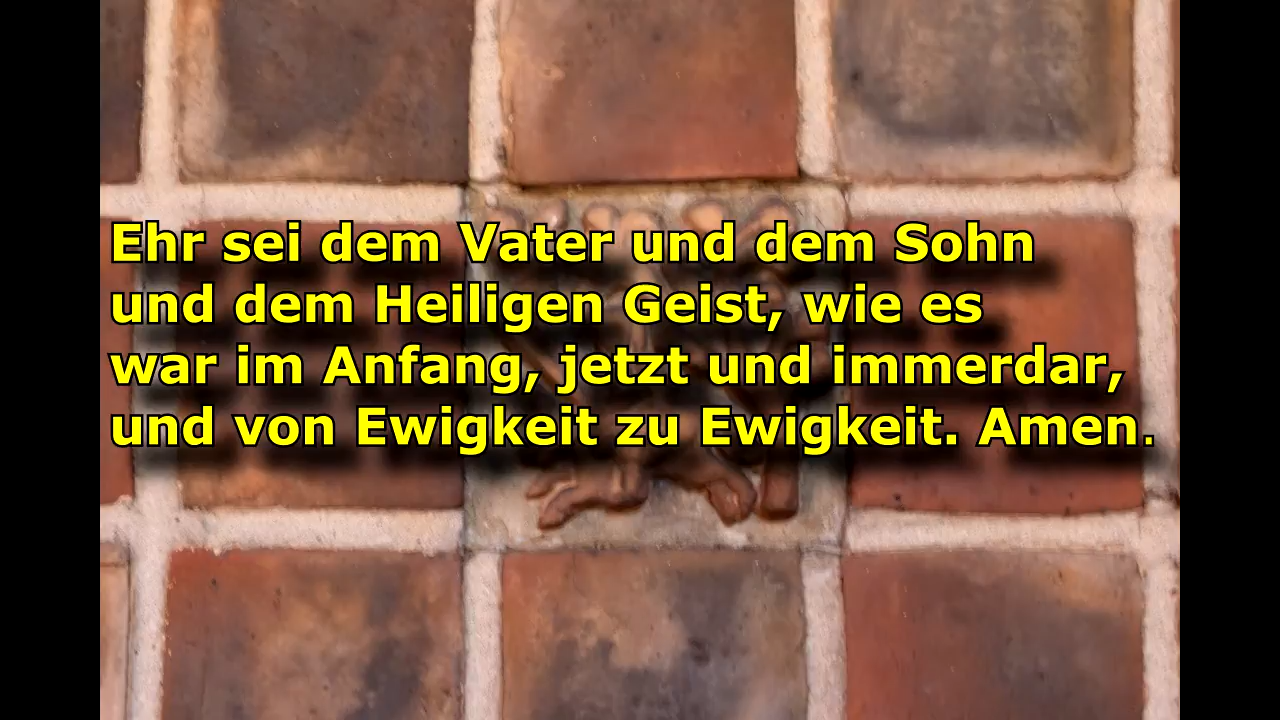 Ehr sei dem Vater und dem Sohn
und dem Heiligen Geist, wie es
war im Anfang, jetzt und immerdar,
und von Ewigkeit zu Ewigkeit. Amen.